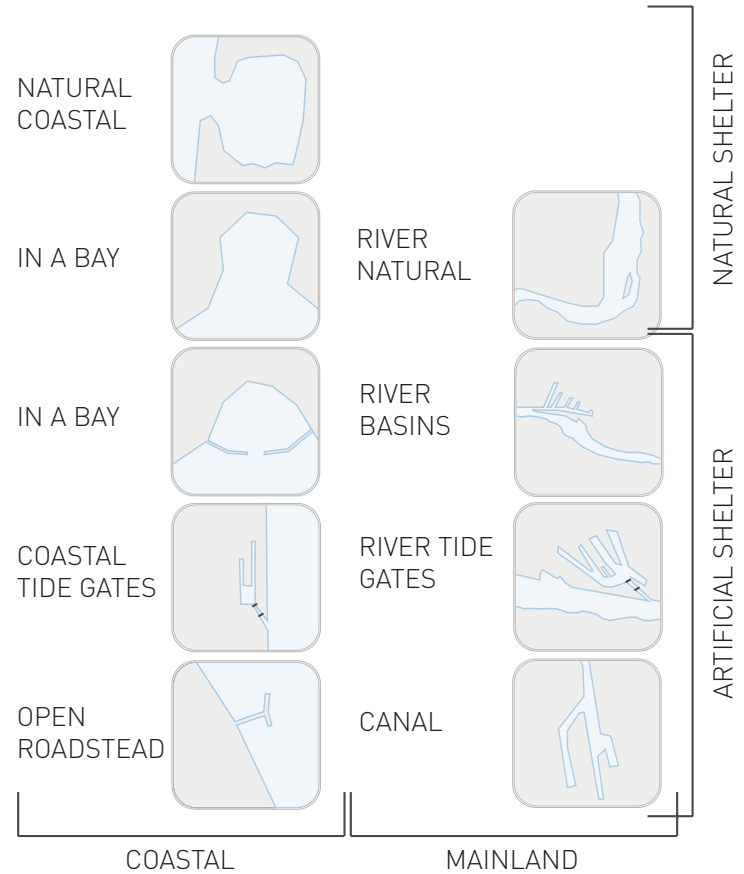 NATURAL
COASTAL
IN A BAY
RIVER
NATURAL
NATURAL SHELTER
IN A BAY
RIVER
BASINS
COASTAL
TIDE GATES
RIVER TIDE
GATES
OPEN
ROADSTEAD
CANAL
ARTIFICIAL SHELTER
COASTAL
MAINLAND